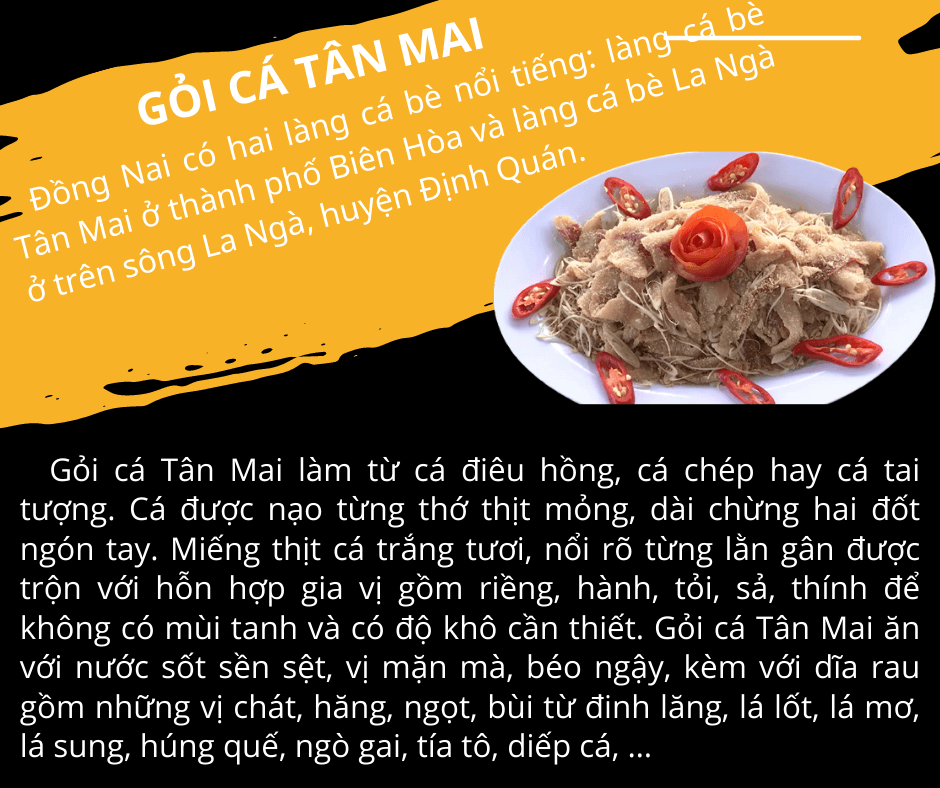 GỎI CÁ TÂN MAI
Đồng Nai có hai làng cá bè nổi tiếng: làng cá bè
Tân Mai ở thành phố Biên Hòa và làng cá bè La Ngà
ở trên sông La Ngà, huyện Định Quán.
Gỏi cá Tân Mai làm từ cá điêu hồng, cá chép hay cá tai
tượng. Cá được nạo từng thớ thịt mỏng, dài chừng hai đốt
ngón tay. Miếng thịt cá trắng tươi, nổi rõ từng lằn gân được
trộn với hỗn hợp gia vị gồm riềng, hành, tỏi, sả, thính để
không có mùi tanh và có độ khô cần thiết. Gỏi cá Tân Mai ăn
với nước sốt sền sệt, vị mặn mà, béo ngậy, kèm với dĩa rau
gồm những vị chát, hăng, ngọt, bùi từ đinh lăng, lá lốt, lá mơ,
lá sung, húng quế, ngò gai, tía tô, diếp cá, ...